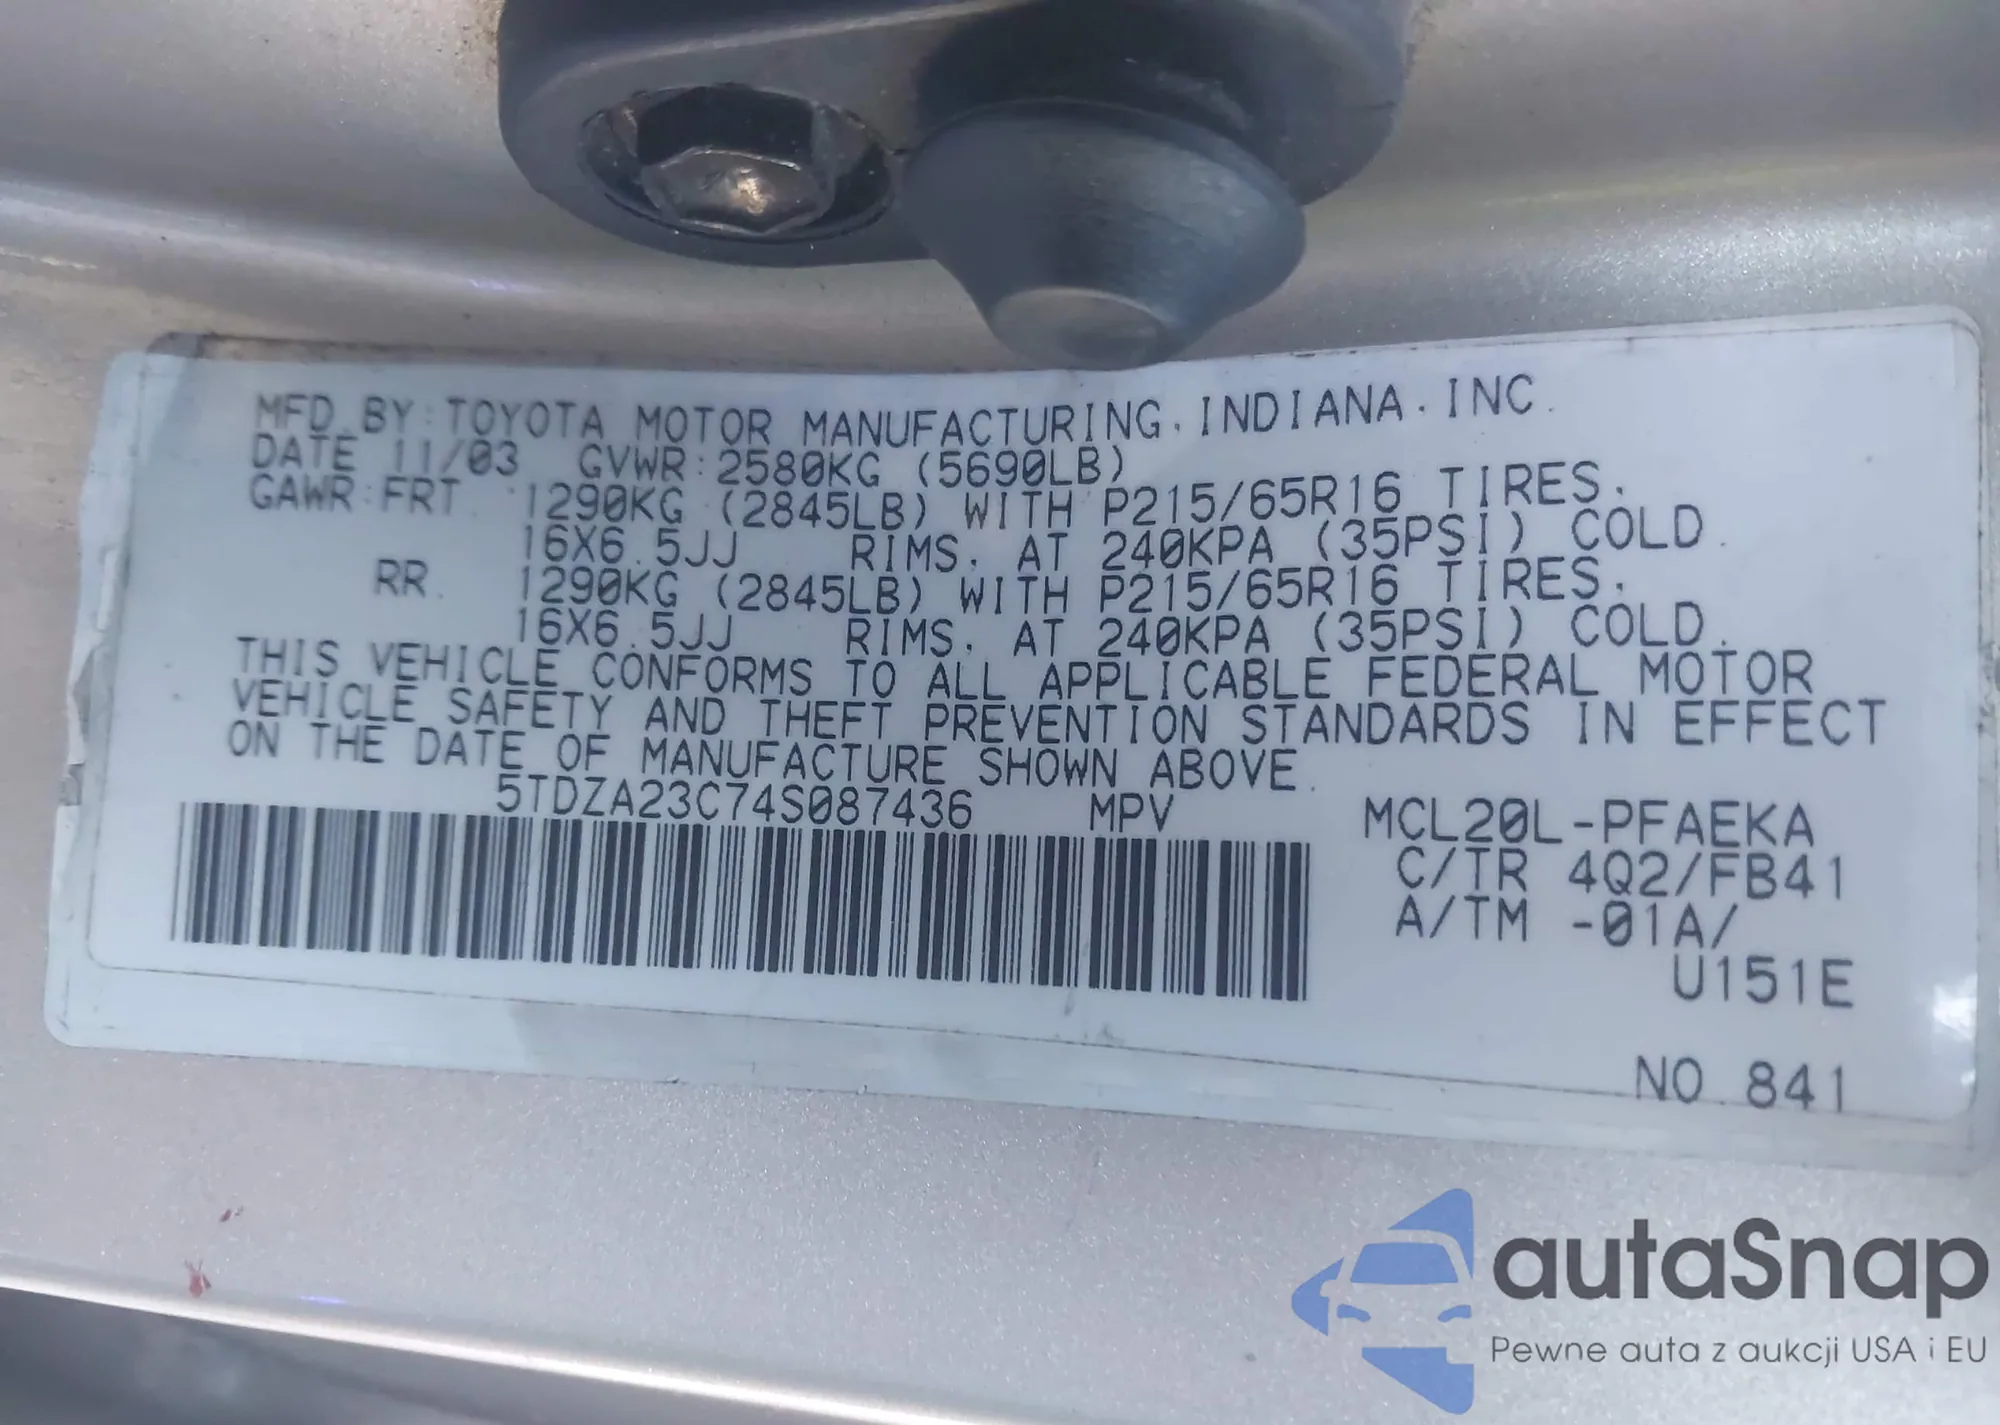 MFD. BY: TOYOTA MOTOR MANUFACTURING, INDIANA, INC.
DATE 11/03 GVWR: 2580KG (5690LB)
GAWR: FRT. 1290KG (2845LB) WITH P215/65R16 TIRES.
16X6.5JJ RIMS, AT 240KPA (35PSI) COLD.
RR. 1290KG (2845LB) WITH P215/65R16 TIRES.
16X6.5JJ RIMS, AT 240KPA (35PSI) COLD.
THIS VEHICLE CONFORMS TO ALL APPLICABLE FEDERAL MOTOR
VEHICLE SAFETY AND THEFT PREVENTION STANDARDS IN EFFECT
ON THE DATE OF MANUFACTURE SHOWN ABOVE.
5TDZA23C74S087436 MPV MCL20L-PFAEKA
C/TR 4Q2/FB41
A/TM -01A/
U151E
NO. 841
autaSnap
Pewne auta z aukcji USA i EU